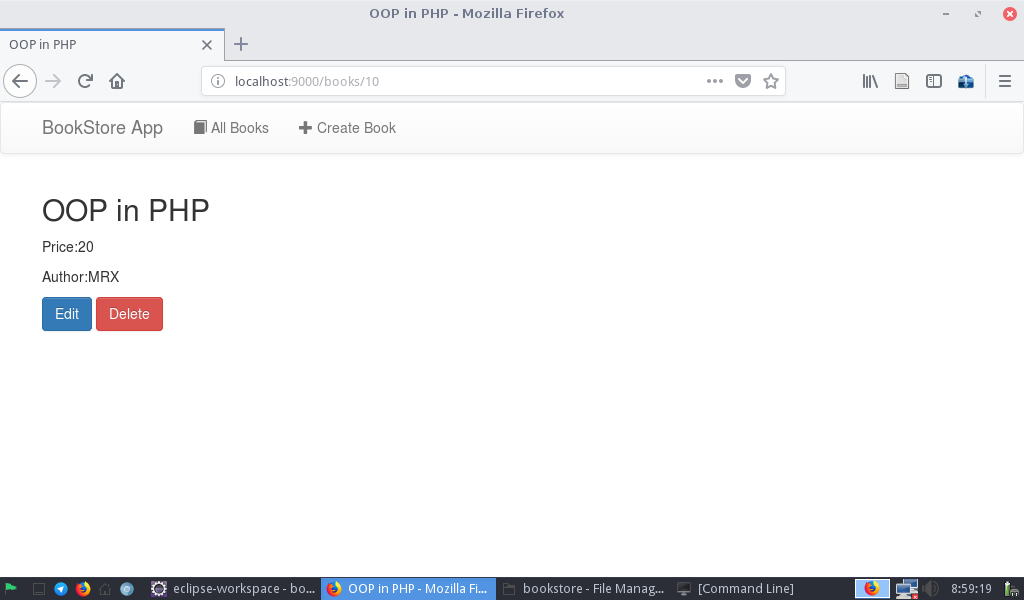 OOP in PHP - Mozilla Firefox
OOP in PHP
localhost:9000/books/10
BookStore App All Books Create Book
OOP in PHP
Price:20
Author:MRX
Edit Delete
eclipse-workspace - bo... OOP in PHP - Mozilla Fi... bookstore - File Manag... [Command Line] 8:59:19